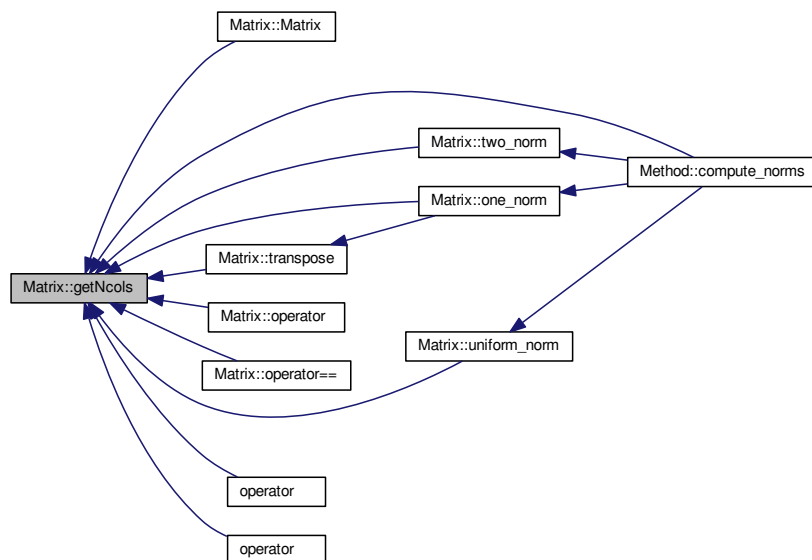 Matrix::Matrix
Matrix::two_norm
Method::compute_norms
Matrix::one_norm
Matrix::transpose
Matrix::getNcols
Matrix::operator
Matrix::uniform_norm
Matrix::operator==
operator
operator